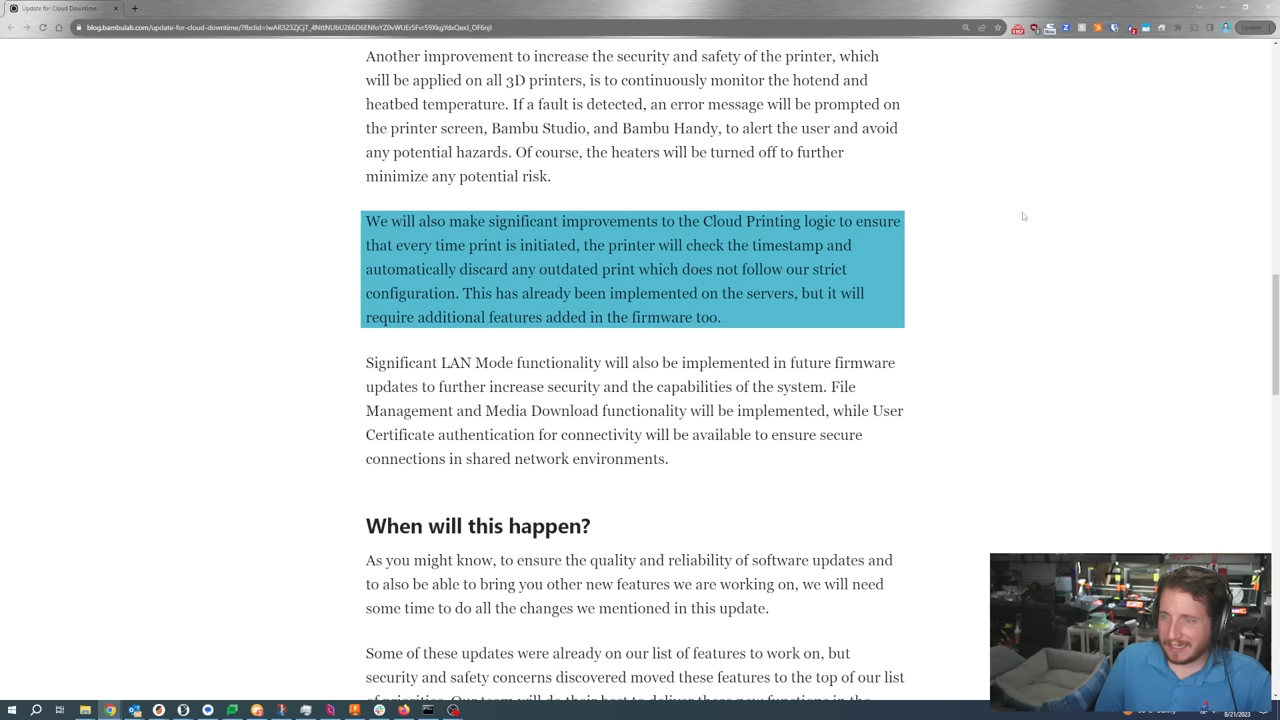 Update for Cloud Downtime
Update
Another improvement to increase the security and safety of the printer, which
will be applied on all 3D printers, is to continuously monitor the hotend and
heatbed temperature. If a fault is detected, an error message will be prompted on
the printer screen, Bambu Studio, and Bambu Handy, to alert the user and avoid
any potential hazards. Of course, the heaters will be turned off to further
minimize any potential risk.
We will also make significant improvements to the Cloud Printing logic to ensure
that every time print is initiated, the printer will check the timestamp and
automatically discard any outdated print which does not follow our strict
configuration. This has already been implemented on the servers, but it will
require additional features added in the firmware too.
Significant LAN Mode functionality will also be implemented in future firmware
updates to further increase security and the capabilities of the system. File
Management and Media Download functionality will be implemented, while User
Certificate authentication for connectivity will be available to ensure secure
connections in shared network environments.
When will this happen?
As you might know, to ensure the quality and reliability of software updates and
to also be able to bring you other new features we are working on, we will need
some time to do all the changes we mentioned in this update.
Some of these updates were already on our list of features to work on, but
security and safety concerns discovered moved these features to the top of our list
8/21/2023